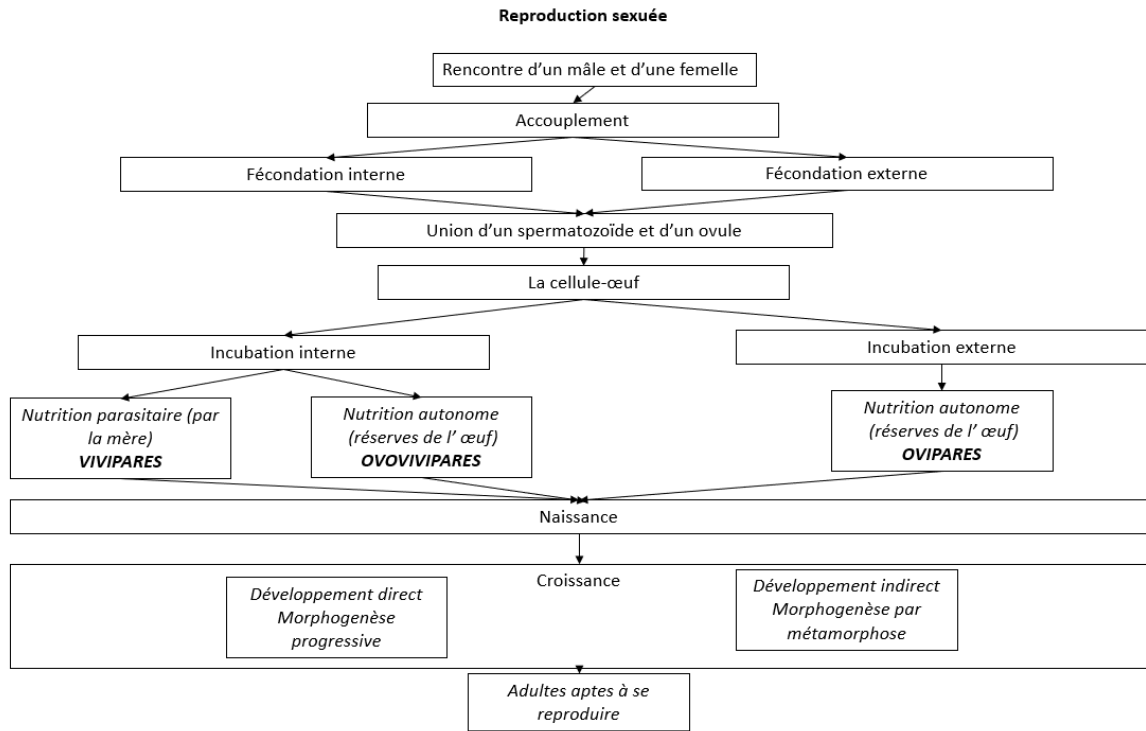 Reproduction sexuée
Rencontre d’un mâle et d’une femelle
Accouplement
Fécondation interne
Fécondation externe
Union d’un spermatozoïde et d’un ovule
La cellule-œuf
Incubation interne
Incubation externe
Nutrition parasitaire (par
la mère)
VIVIPARES
Nutrition autonome
(réserves de l’ œuf)
OVOVIVIPARES
Nutrition autonome
(réserves de l’ œuf)
OVIPARES
Naissance
Croissance
Développement direct
Morphogenèse
progressive
Développement indirect
Morphogenèse par
métamorphose
Adultes aptes à se
reproduire